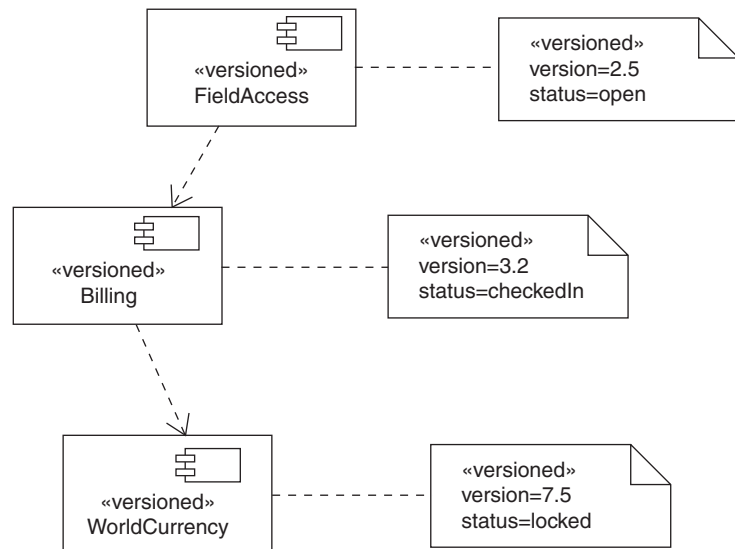 «versioned»
FieldAccess
«versioned»
version=2.5
status=open
«versioned»
Billing
«versioned»
version=3.2
status=checkedIn
«versioned»
WorldCurrency
«versioned»
version=7.5
status=locked